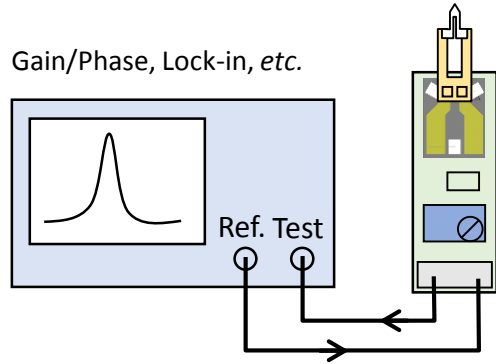 Gain/Phase, Lock-in, etc.
Ref. Test